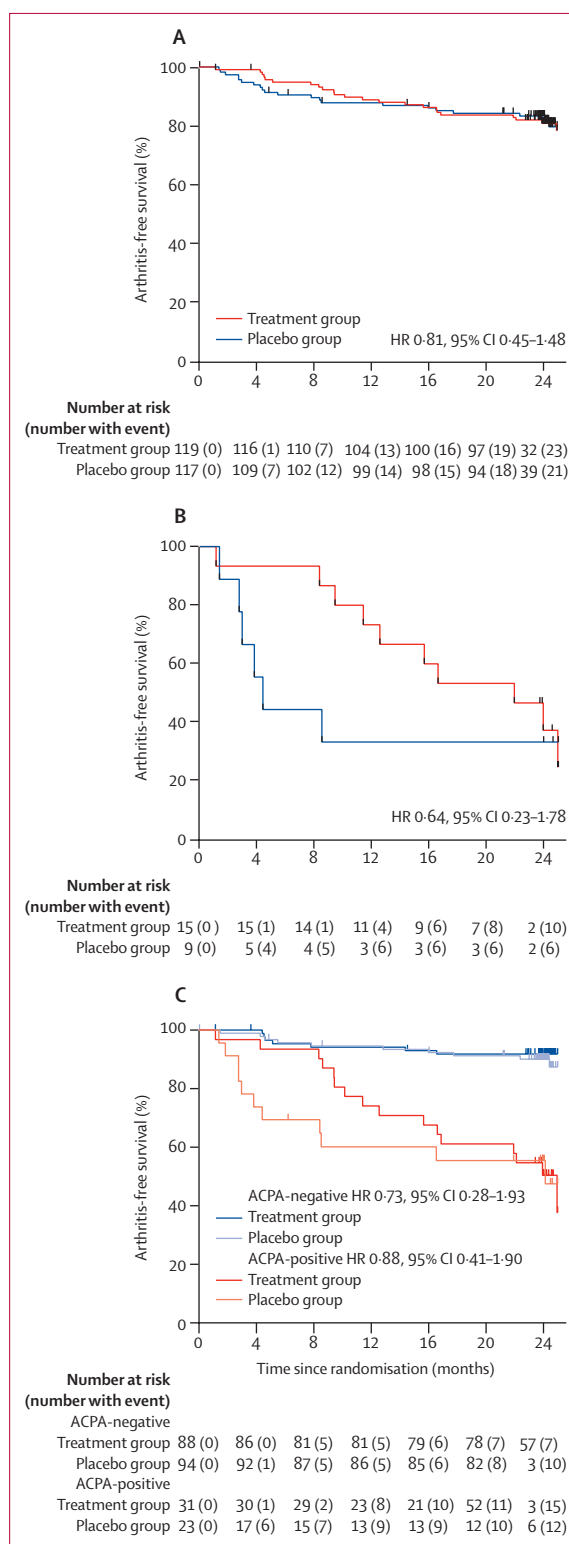 A
100
80
60
40
20
0
Arthritis-free survival (%)
Treatment group
Placebo group
HR 0·81, 95% CI 0·45–1·48
0 4 8 12 16 20 24
Number at risk
(number with event)
Treatment group 119 (0) 116 (1) 110 (7) 104 (13) 100 (16) 97 (19) 32 (23)
Placebo group 117 (0) 109 (7) 102 (12) 99 (14) 98 (15) 94 (18) 39 (21)
B
100
80
60
40
20
0
Arthritis-free survival (%)
HR 0·64, 95% CI 0·23–1·78
0 4 8 12 16 20 24
Number at risk
(number with event)
Treatment group 15 (0) 15 (1) 14 (1) 11 (4) 9 (6) 7 (8) 2 (10)
Placebo group 9 (0) 5 (4) 4 (5) 3 (6) 3 (6) 3 (6) 2 (6)
C
100
80
60
40
20
0
Arthritis-free survival (%)
ACPA-negative HR 0·73, 95% CI 0·28–1·93
Treatment group
Placebo group
ACPA-positive HR 0·88, 95% CI 0·41–1·90
Treatment group
Placebo group
0 4 8 12 16 20 24
Time since randomisation (months)
Number at risk
(number with event)
ACPA-negative
Treatment group 88 (0) 86 (0) 81 (5) 81 (5) 79 (6) 78 (7) 57 (7)
Placebo group 94 (0) 92 (1) 87 (5) 86 (5) 85 (6) 82 (8) 3 (10)
ACPA-positive
Treatment group 31 (0) 30 (1) 29 (2) 23 (8) 21 (10) 52 (11) 3 (15)
Placebo group 23 (0) 17 (6) 15 (7) 13 (9) 13 (9) 12 (10) 6 (12)